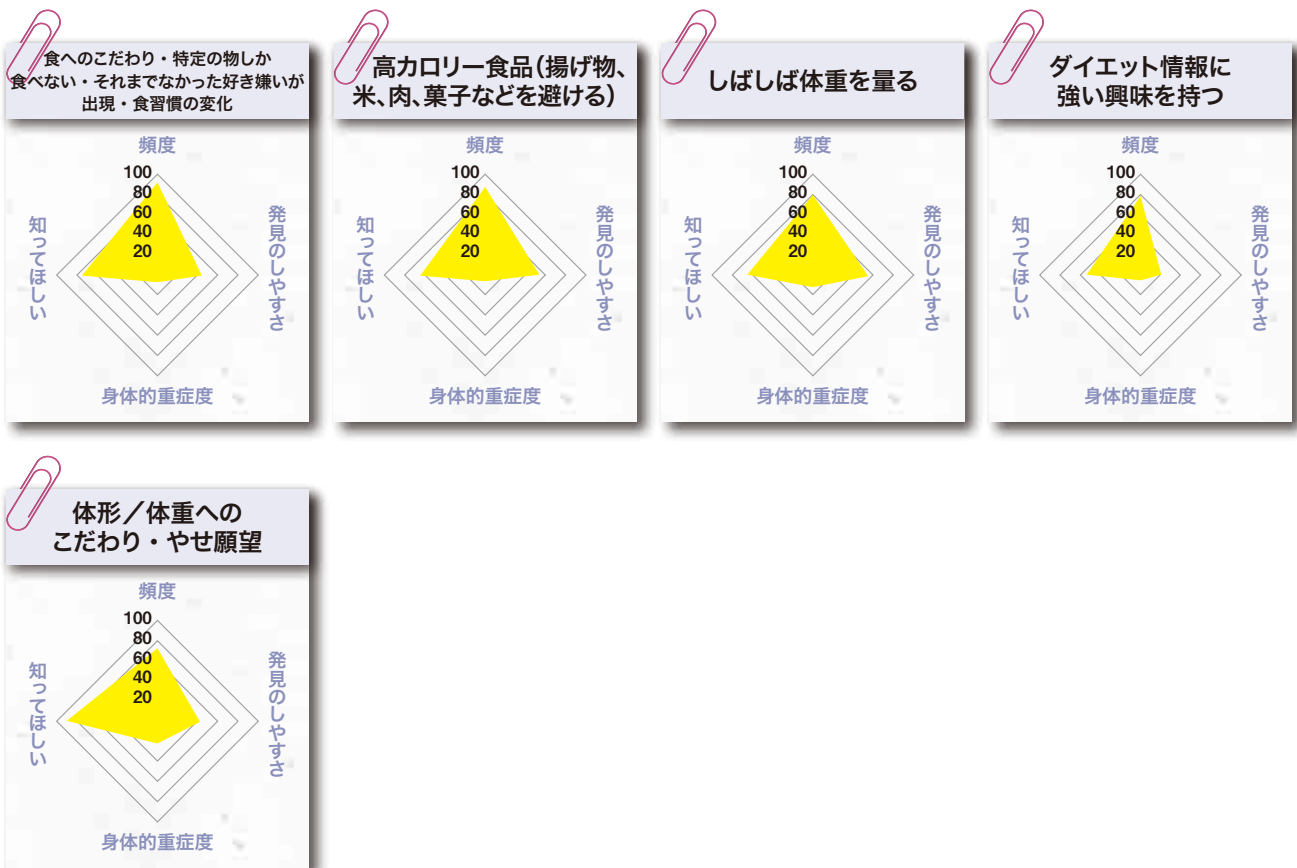 食へのこだわり・特定の物しか
食べない・それまでなかった好き嫌いが
出現・食習慣の変化
頻度
100
80
60
40
20
知ってほしい
発見のしやすさ
身体的重症度
高カロリー食品(揚げ物、
米、肉、菓子などを避ける)
頻度
100
80
60
40
20
知ってほしい
発見のしやすさ
身体的重症度
しばしば体重を量る
頻度
100
80
60
40
20
知ってほしい
発見のしやすさ
身体的重症度
ダイエット情報に
強い興味を持つ
頻度
100
80
60
40
20
知ってほしい
発見のしやすさ
身体的重症度
体形／体重への
こだわり・やせ願望
頻度
100
80
60
40
20
知ってほしい
発見のしやすさ
身体的重症度